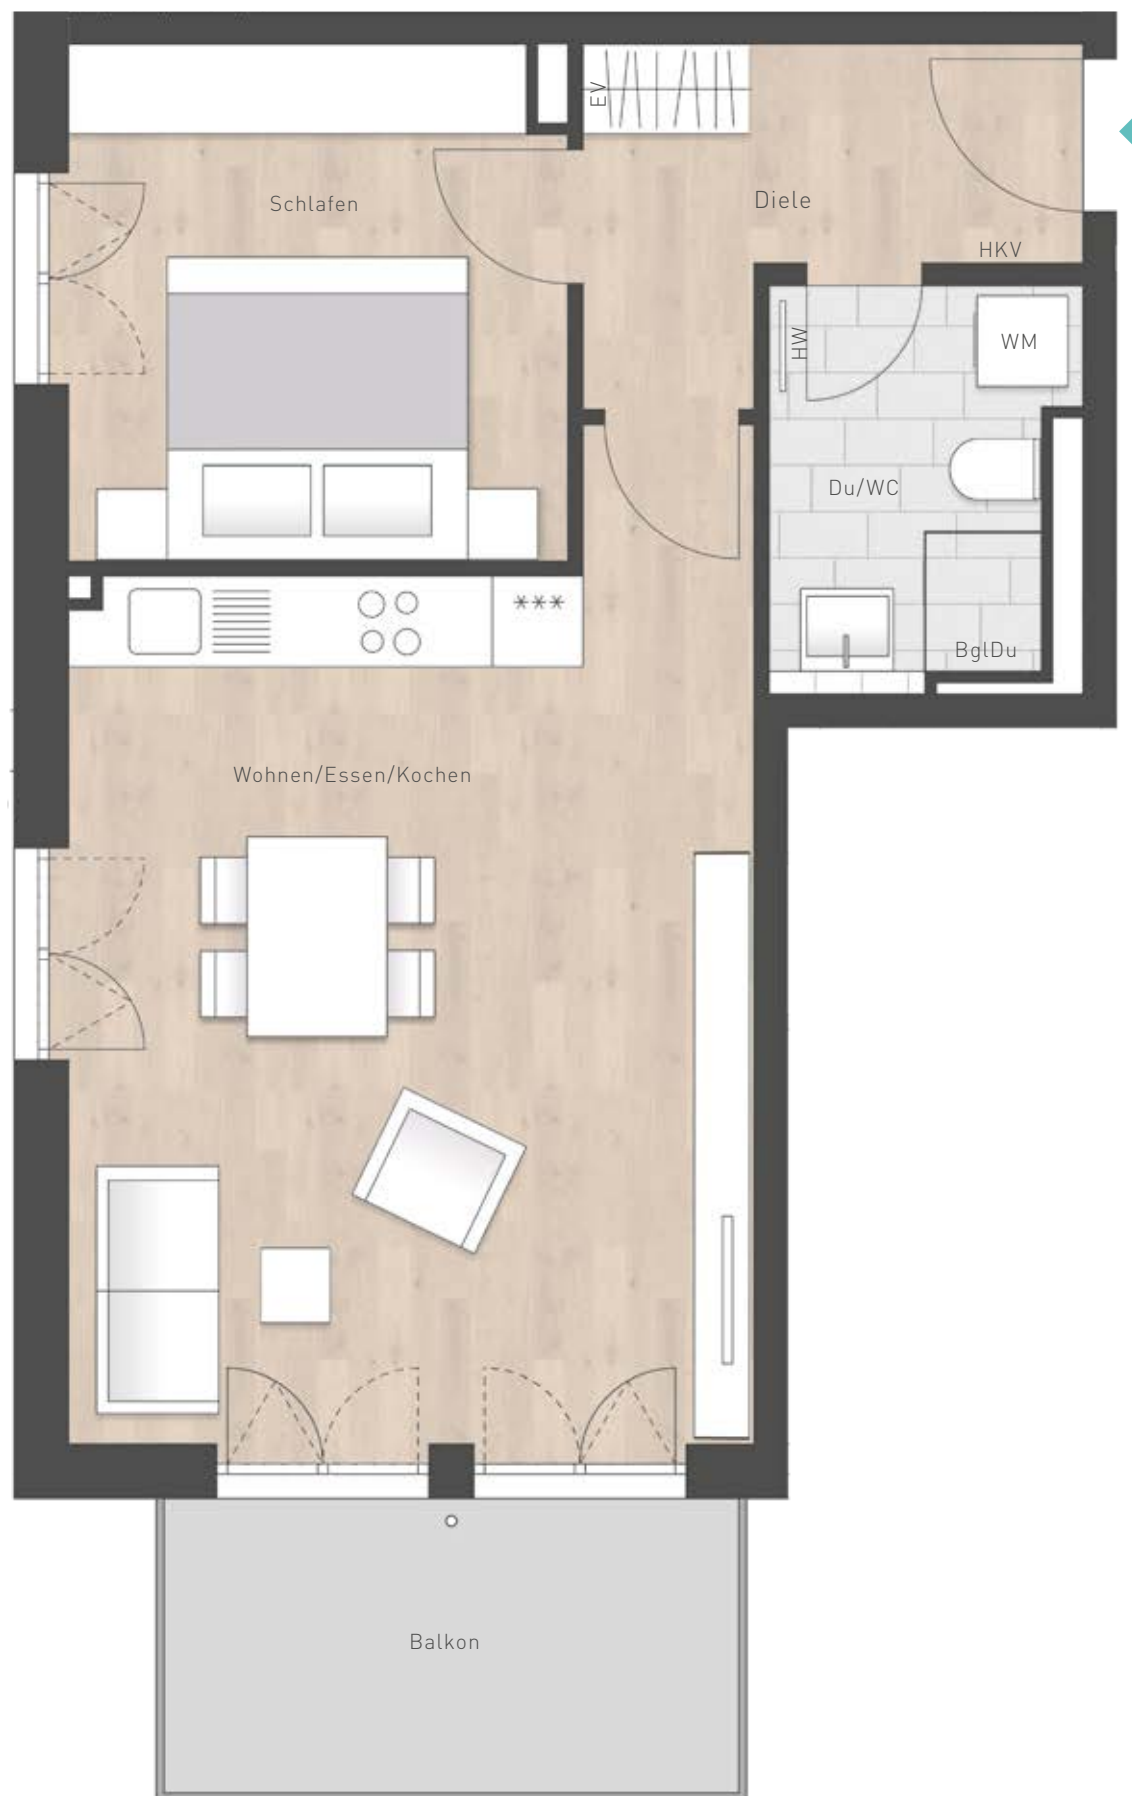 EV
Schlafen
Diele
HKV
HW
WM
Du/WC
***
BglDu
Wohnen/Essen/Kochen
Balkon